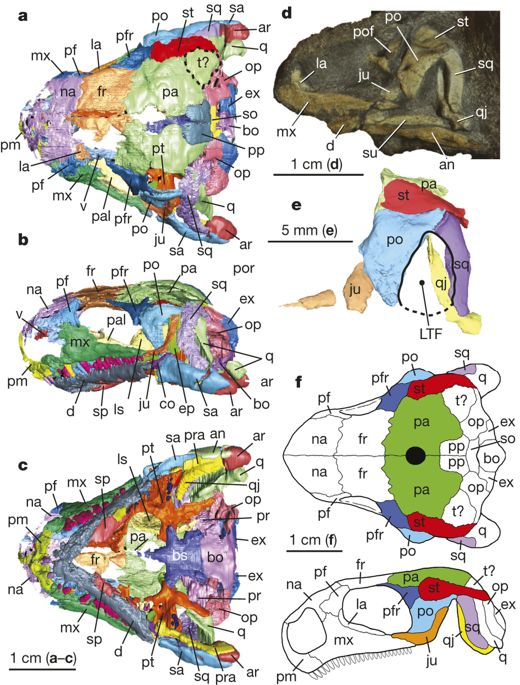 a
mx pf la pfr po st sq sa ar
q
t?
op
na fr pa
ex
pm
so
bo
pt
pp
la
op
pf
q
mx v pal pfr po ju sa sq ar
b
na pf fr pfr po pa por
sq
ex
v
pal
op
mx
q
pm
d sp ls ju co ep sa ar bo
ar
c
ls pt sa pra an ar
q
mx sp
qj
pf
op
na
pr
pm
pa
ex
fr
bs bo
ex
pr
op
mx
q
sp d pt sa sq pra ar
1 cm (a–c)
d
po st
pof
la
sq
ju
mx
qj
d su an
1 cm (d)
e
pa
st
5 mm (e)
po
sq
ju
qj
LTF
f
po sq
pfr
q
st
pf
t?
pa
op
ex
na fr
pp
so
bo
na fr
pp
pa
op
ex
t?
pf
st
pfr
q
po sq
1 cm (f)
fr pa t?
pf
op
na
st
ex
la pfr
po
sq
mx
qj
q
pm
ju